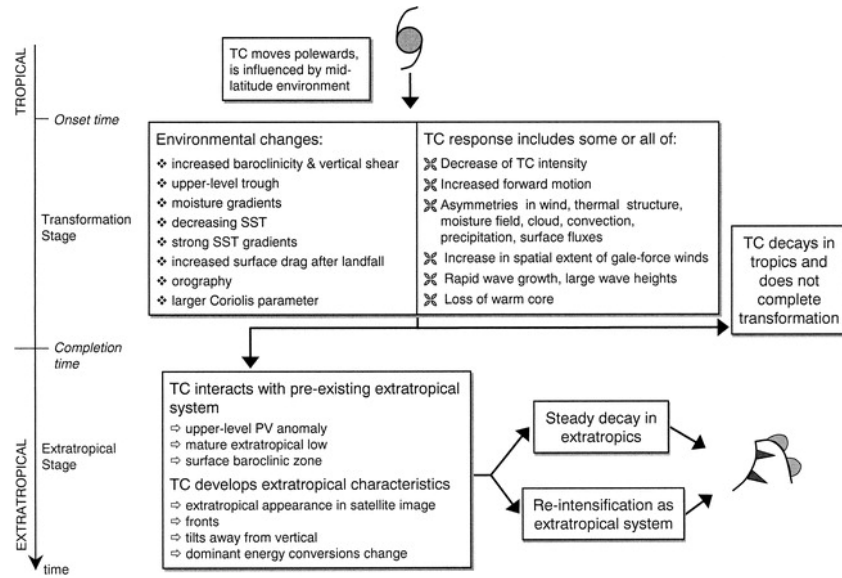 TROPICAL
TC moves polewards,
is influenced by mid-
latitude environment
Onset time
Environmental changes:
❖ increased baroclinicity & vertical shear
❖ upper-level trough
❖ moisture gradients
❖ decreasing SST
❖ strong SST gradients
❖ increased surface drag after landfall
❖ orography
❖ larger Coriolis parameter
TC response includes some or all of:
Decrease of TC intensity
Increased forward motion
Asymmetries in wind, thermal structure,
moisture field, cloud, convection,
precipitation, surface fluxes
Increase in spatial extent of gale-force winds
Rapid wave growth, large wave heights
Loss of warm core
Transformation
Stage
TC decays in
tropics and
does not
complete
transformation
Completion
time
TC interacts with pre-existing extratropical
system
⇨ upper-level PV anomaly
⇨ mature extratropical low
⇨ surface baroclinic zone
TC develops extratropical characteristics
⇨ extratropical appearance in satellite image
⇨ fronts
⇨ tilts away from vertical
⇨ dominant energy conversions change
Steady decay in
extratropics
Re-intensification as
extratropical system
Extratropical
Stage
EXTRATROPICAL
time